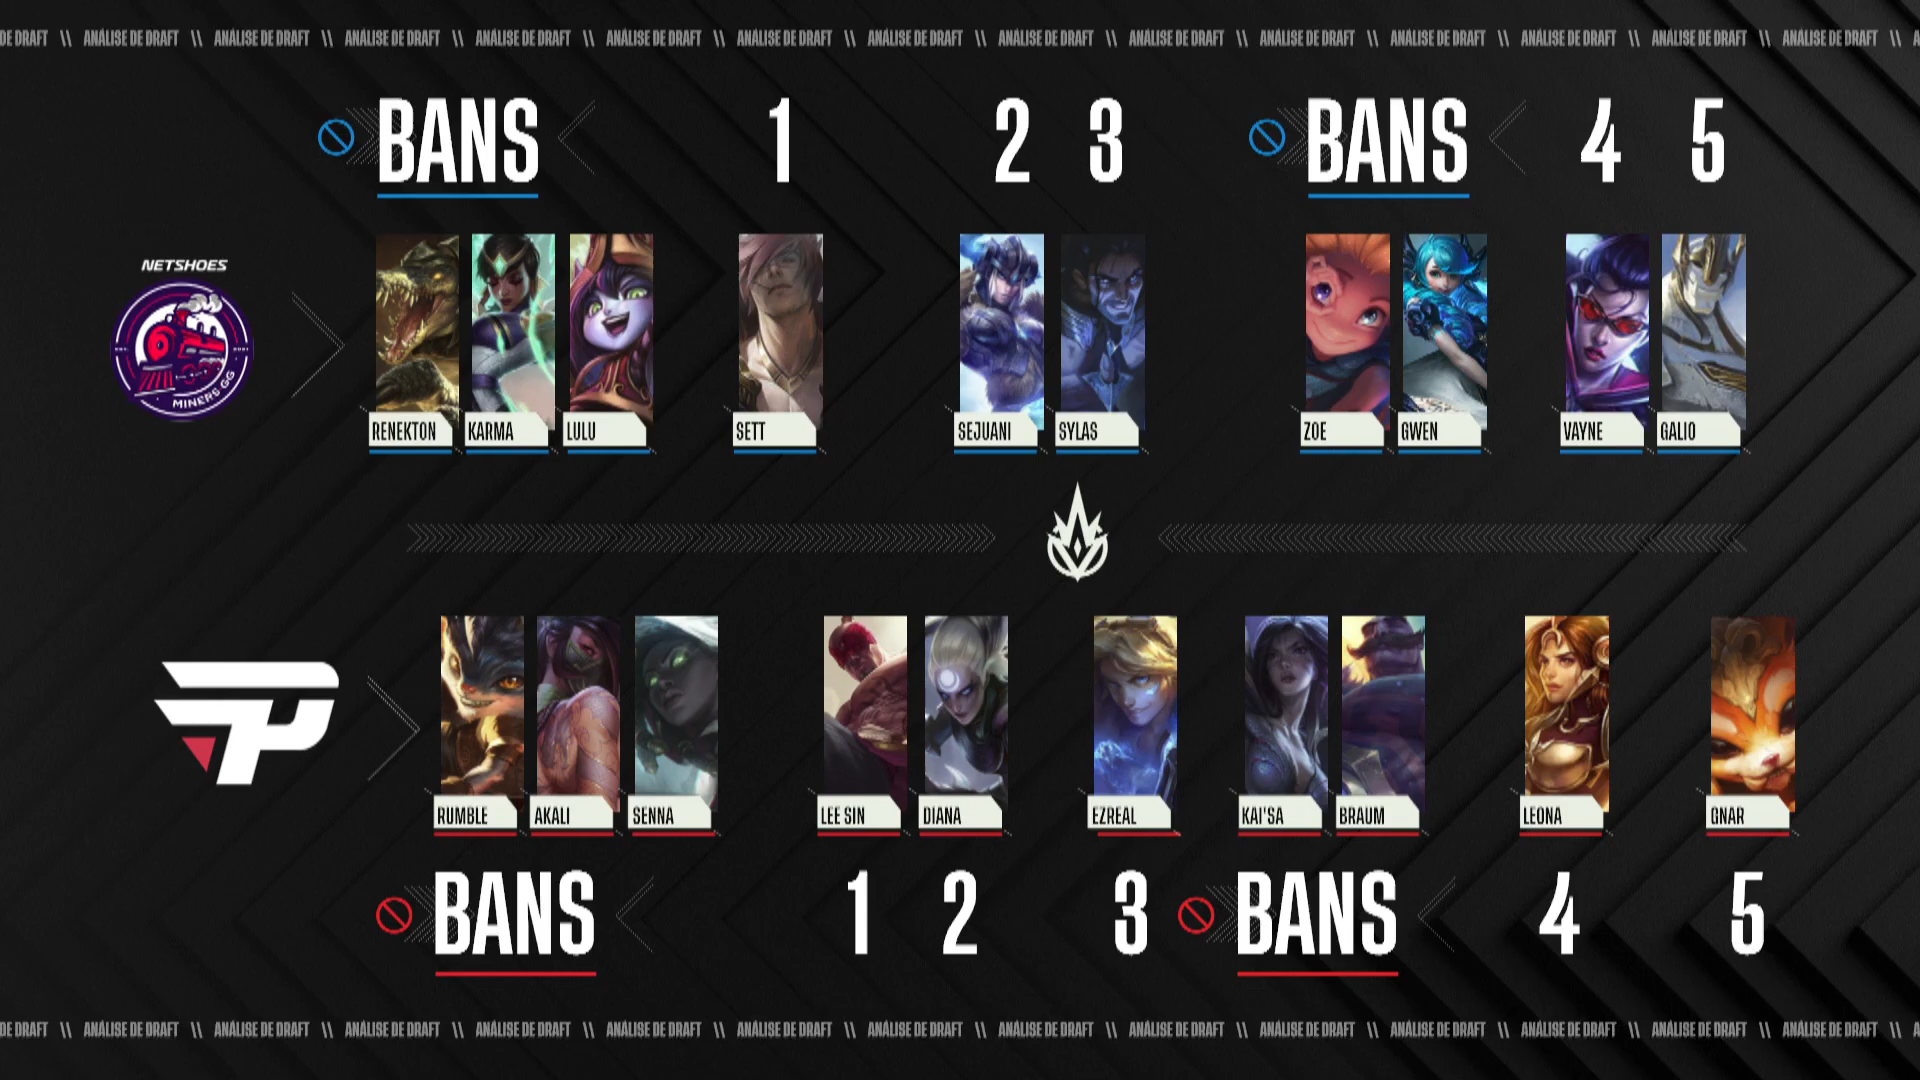 DE DRAFT \\ ANÁLISE DE DRAFT \\ ANÁLISE DE DRAFT \\ ANÁLISE DE DRAFT \\ ANÁLISE DE DRAFT \\ ANÁLISE DE DRAFT \\ ANÁLISE DE DRAFT \\ ANÁLISE DE DRAFT \\ ANÁLISE DE DRAFT \\ ANÁLISE DE DRAFT \\ ANÁLISE DE DRAFT \\ ANÁLISE DE DRAFT \\ ANÁLISE DE DRAFT \\ ANÁLISE DE DRAFT \\ A
BANS 1 2 3 BANS 4 5
NETSHOES
MINERS GG
RENEKTON KARMA LULU SETT SEJUANI SYLAS ZOE GWEN VAYNE GALIO
RUMBLE AKALI SENNA LEE SIN DIANA EZREAL KAI'SA BRAUM LEONA GNAR
BANS 1 2 3 BANS 4 5
DE DRAFT \\ ANÁLISE DE DRAFT \\ ANÁLISE DE DRAFT \\ ANÁLISE DE DRAFT \\ ANÁLISE DE DRAFT \\ ANÁLISE DE DRAFT \\ ANÁLISE DE DRAFT \\ ANÁLISE DE DRAFT \\ ANÁLISE DE DRAFT \\ ANÁLISE DE DRAFT \\ ANÁLISE DE DRAFT \\ ANÁLISE DE DRAFT \\ ANÁLISE DE DRAFT \\ ANÁLISE DE DRAFT \\ A